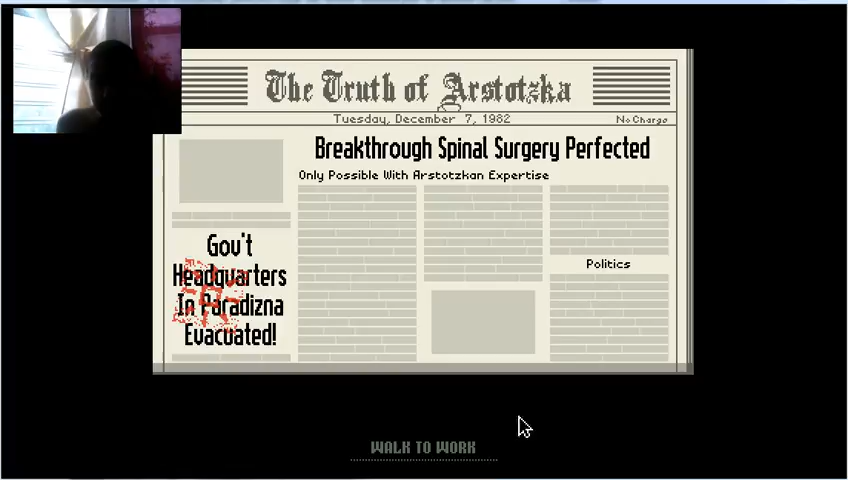 The Truth of Arstotzka
Tuesday, December 7, 1982
No Charge
Breakthrough Spinal Surgery Perfected
Only Possible With Arstotzkan Expertise
Gov't
Headquarters
In Paradizna
Evacuated!
Politics
WALK TO WORK